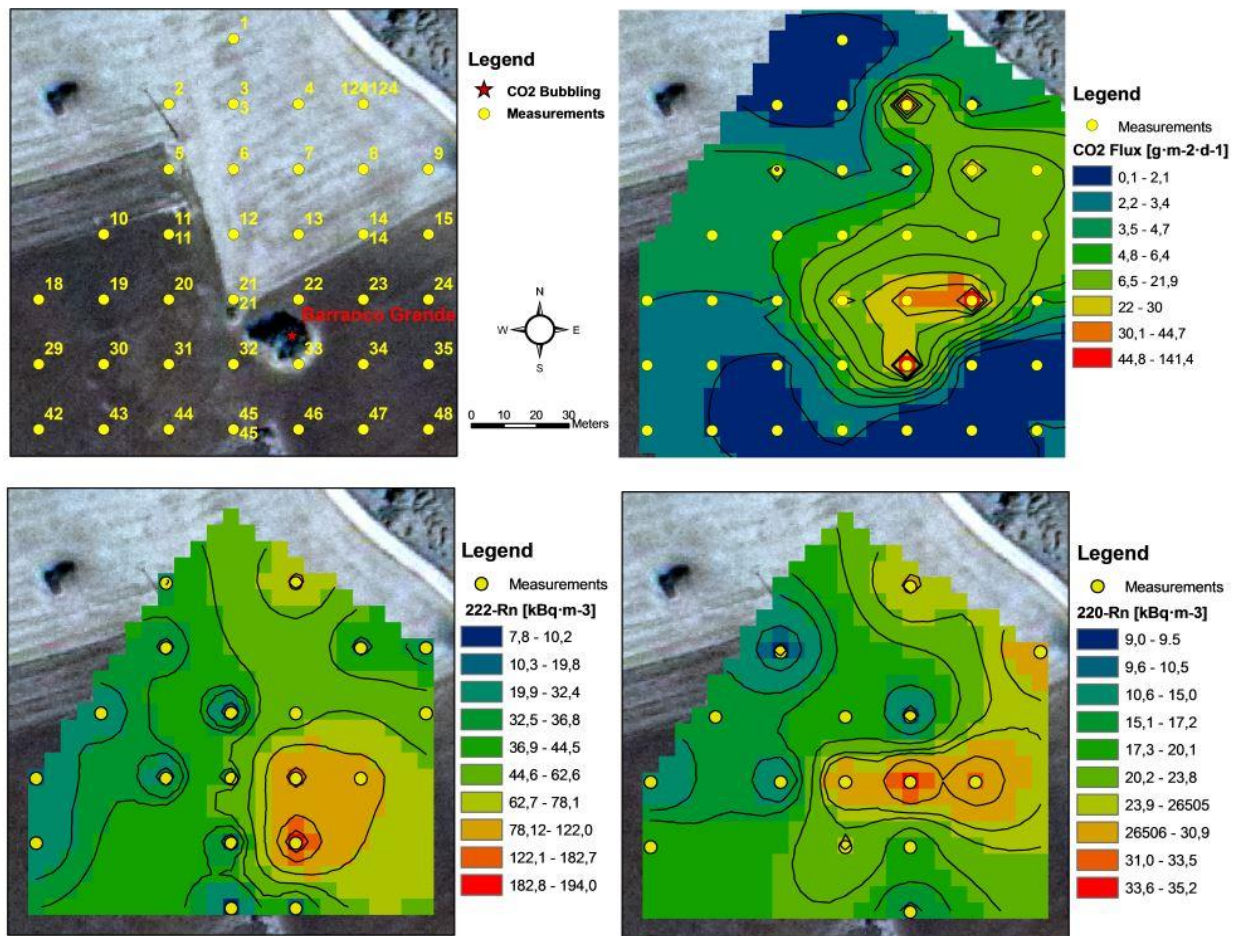 1
2 3 4 124124
3
5 6 7 8 9
10 11 12 13 14 15
11 14
18 19 20 21 22 23 24
21
Barranco Grande
29 30 31 32 33 34 35
42 43 44 45 46 47 48
45
Legend
CO2 Bubbling
Measurements
N
W E
S
0 10 20 30
Meters
Legend
Measurements
CO2 Flux [g·m-2·d-1]
0,1 - 2,1
2,2 - 3,4
3,5 - 4,7
4,8 - 6,4
6,5 - 21,9
22 - 30
30,1 - 44,7
44,8 - 141,4
Legend
Measurements
222-Rn [kBq·m-3]
7,8 - 10,2
10,3 - 19,8
19,9 - 32,4
32,5 - 36,8
36,9 - 44,5
44,6 - 62,6
62,7 - 78,1
78,12- 122,0
122,1 - 182,7
182,8 - 194,0
Legend
Measurements
220-Rn [kBq·m-3]
9,0 - 9.5
9,6 - 10,5
10,6 - 15,0
15,1 - 17,2
17,3 - 20,1
20,2 - 23,8
23,9 - 26505
26506 - 30,9
31,0 - 33,5
33,6 - 35,2